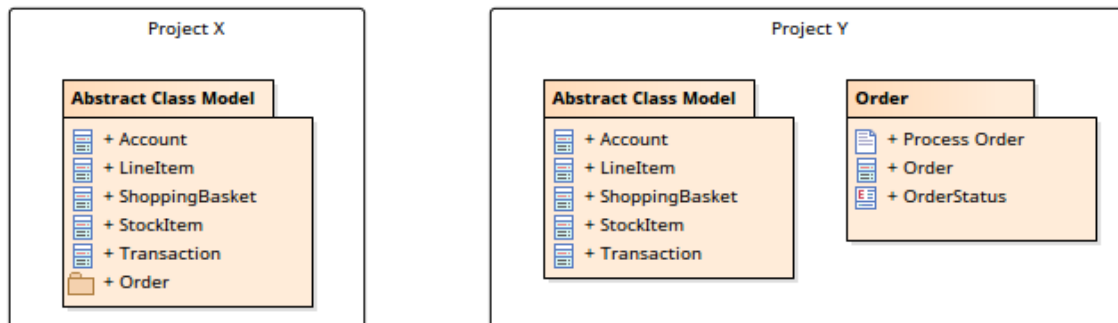 Project X
Abstract Class Model
+ Account
+ LineItem
+ ShoppingBasket
+ StockItem
+ Transaction
+ Order
Project Y
Abstract Class Model
+ Account
+ LineItem
+ ShoppingBasket
+ StockItem
+ Transaction
Order
+ Process Order
+ Order
E
+ OrderStatus